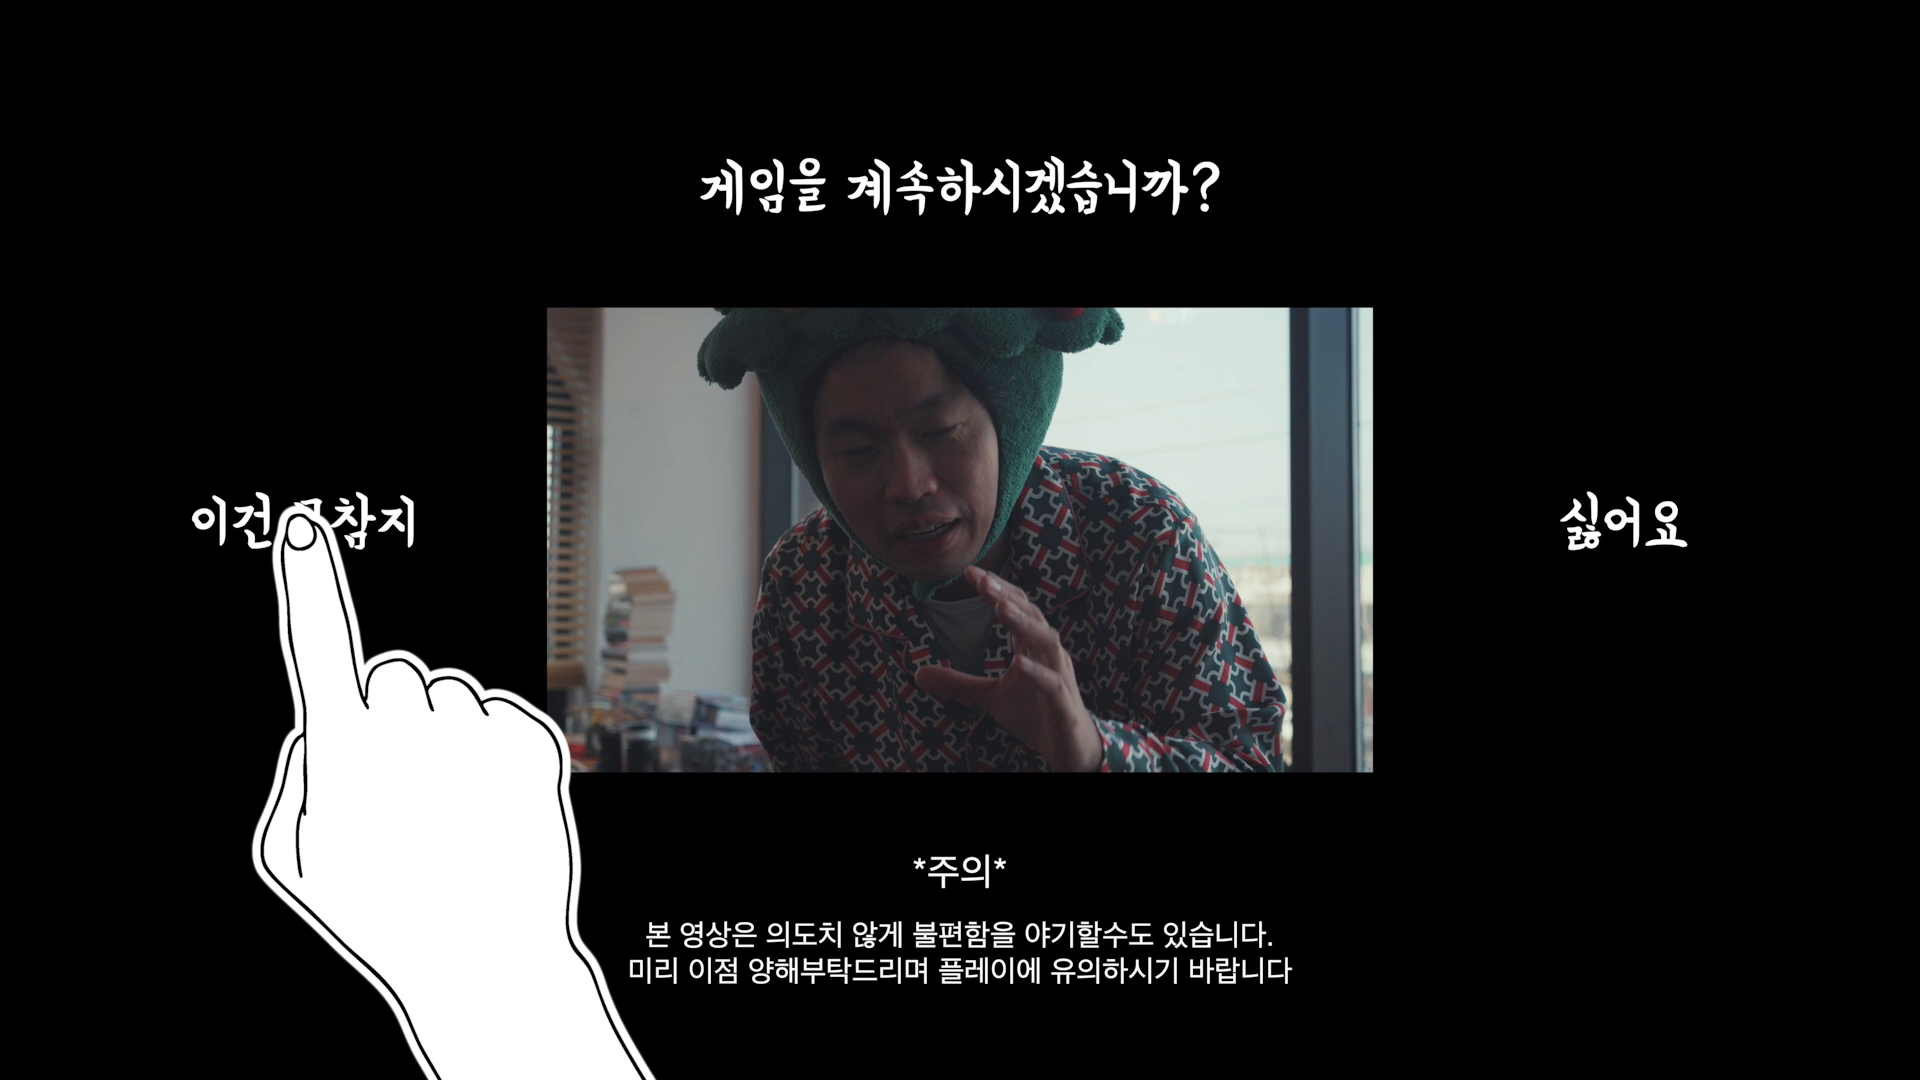 게임을 계속하시겠습니까?
이건 참지
싫어요
*주의*
본 영상은 의도치 않게 불편함을 야기할수도 있습니다.
미리 이점 양해부탁드리며 플레이에 유의하시기 바랍니다